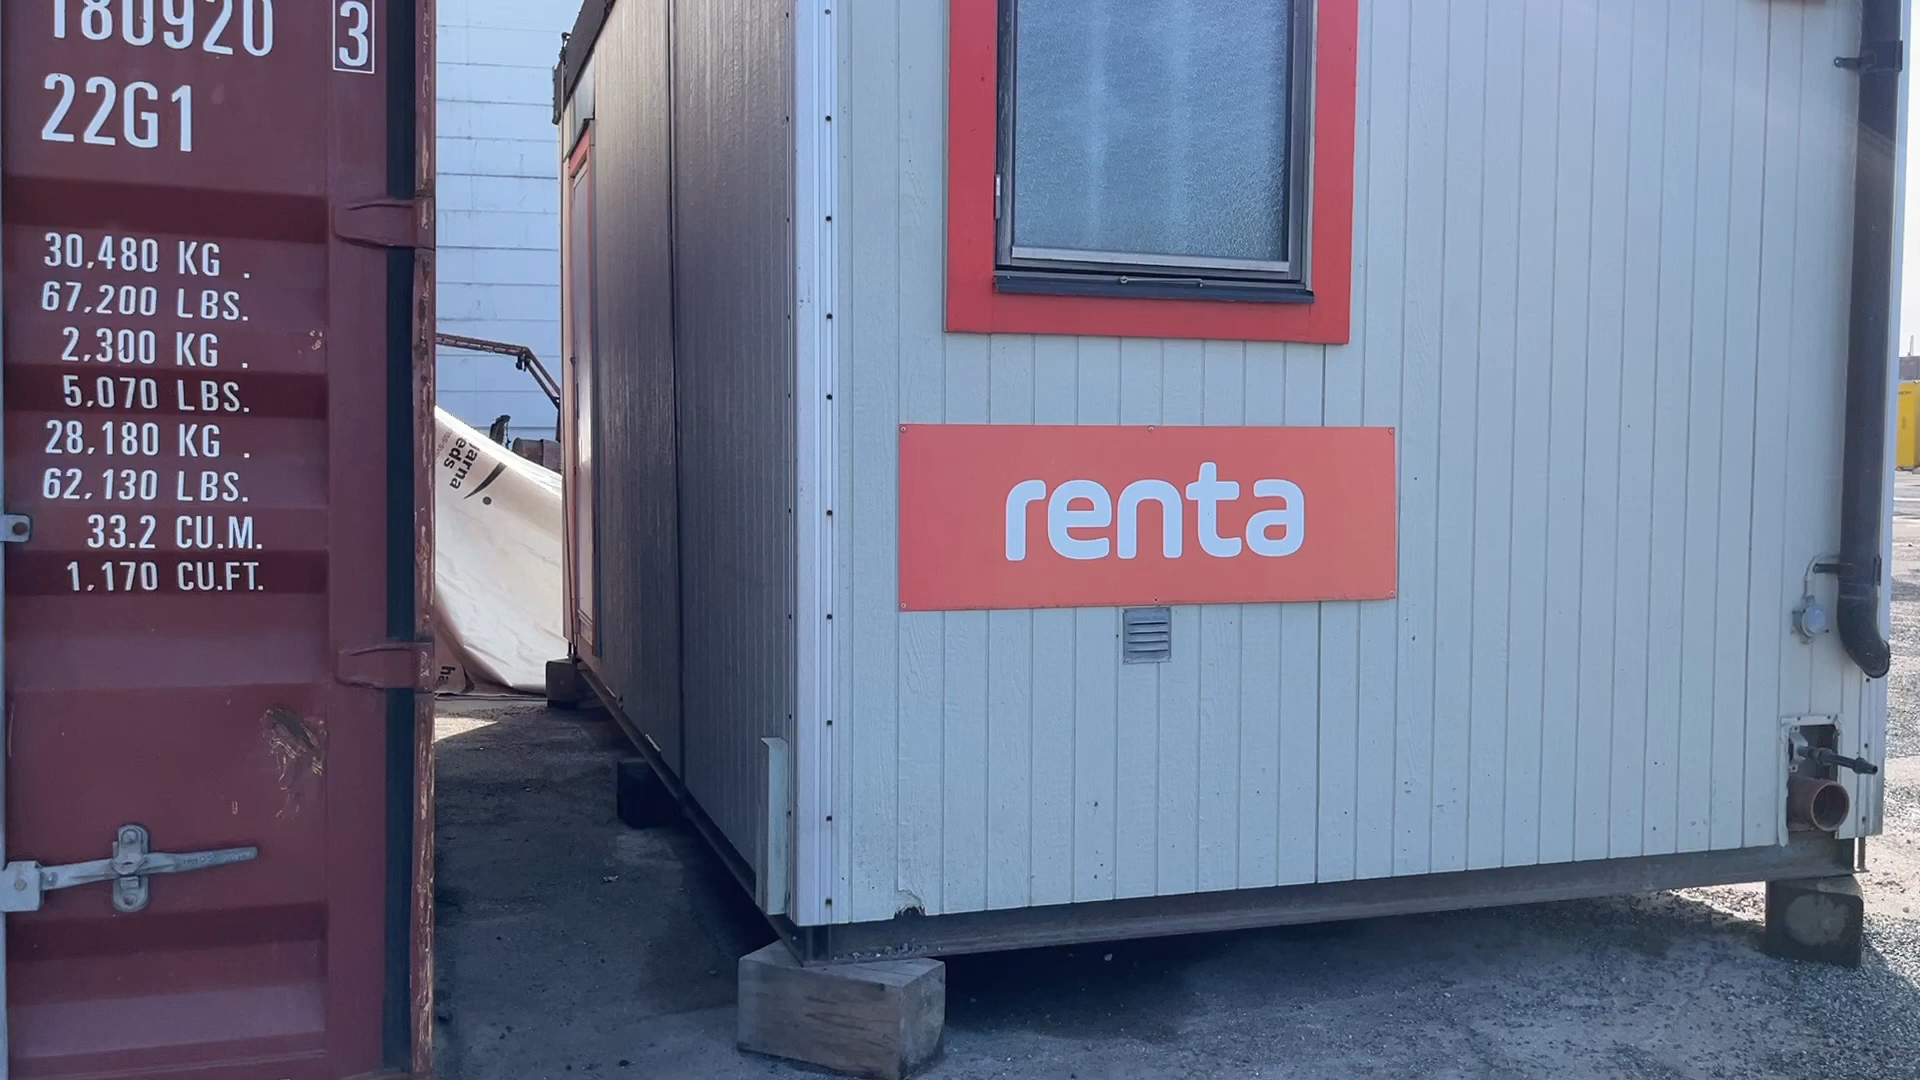 180920
3
22G1
30,480 KG.
67,200 LBS.
2,300 KG.
5,070 LBS.
28,180 KG.
62,130 LBS.
33.2 CU.M.
1,170 CU.FT.
renta